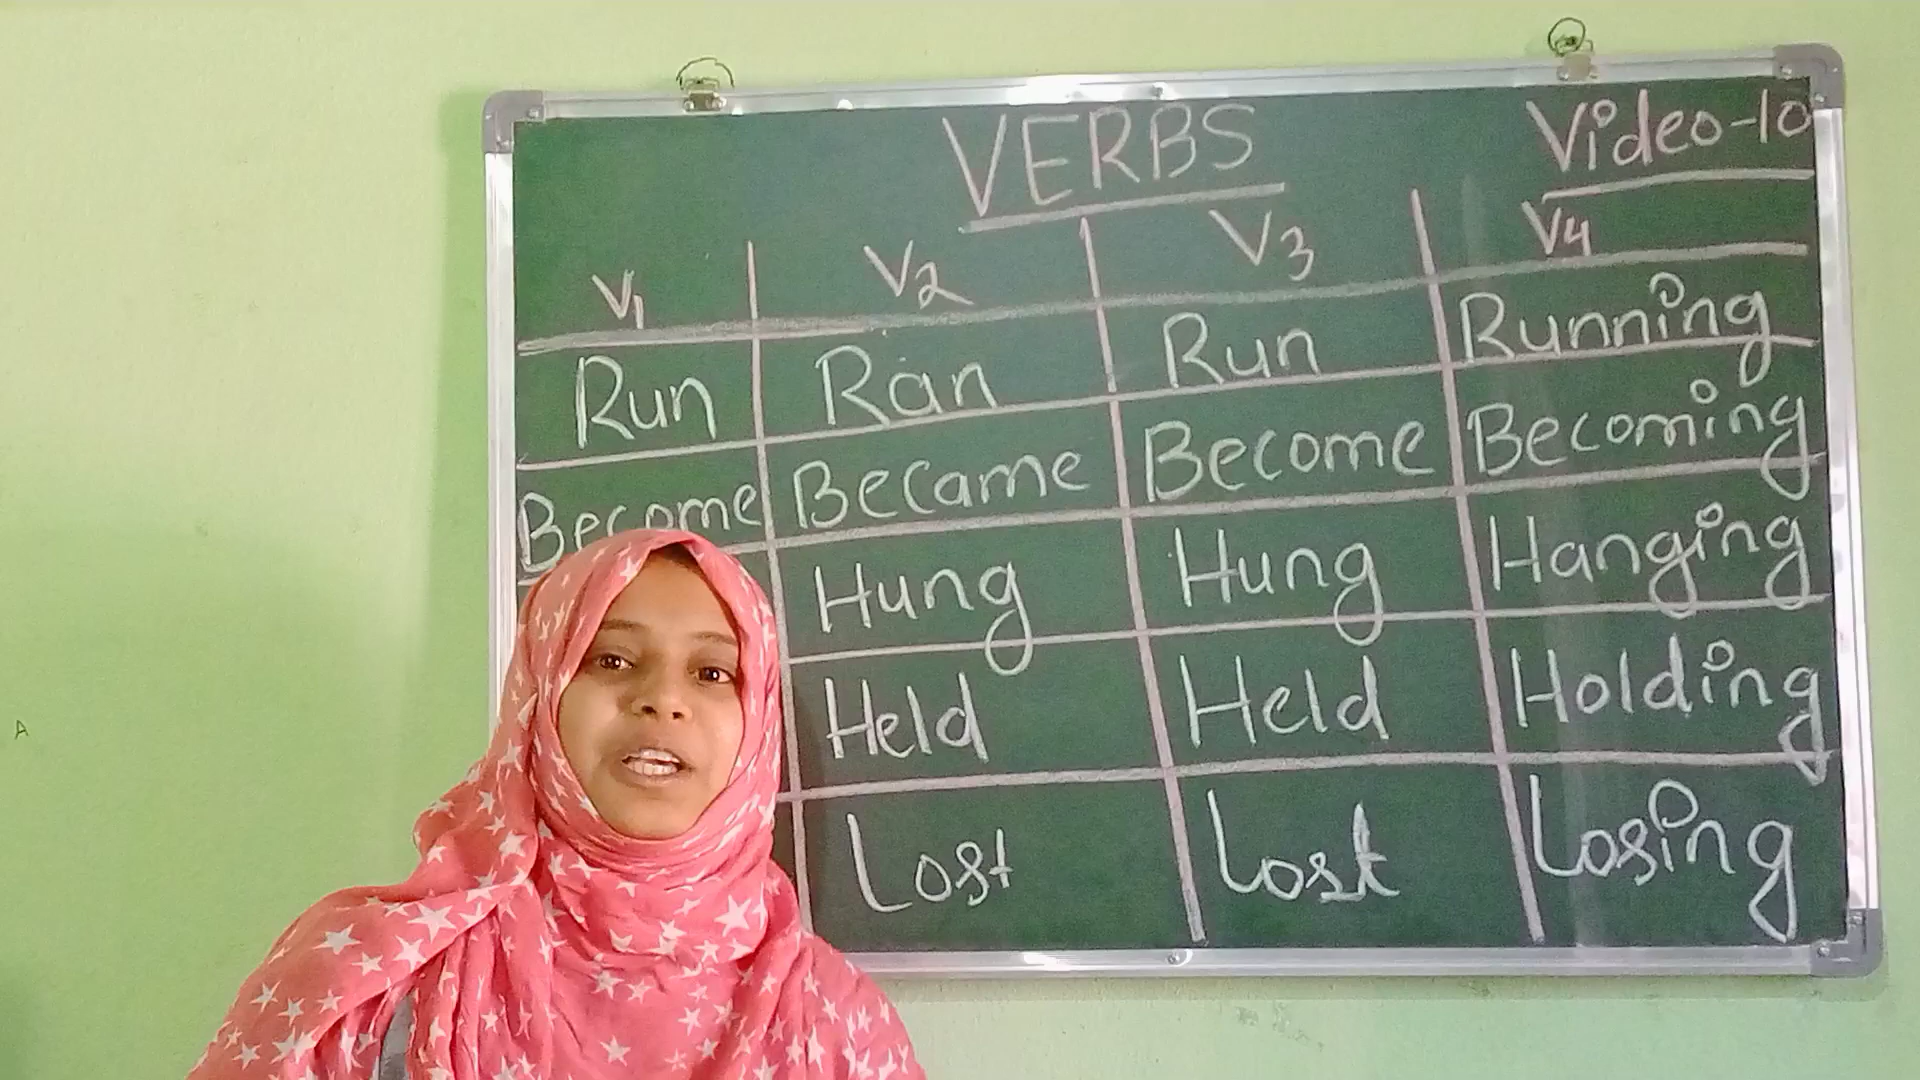 VERBS Video-10
V1 V2 V3 V4
Run Ran Run Running
Become Became Become Becoming
Hung Hung Hanging
Held Held Holding
Lost Lost Losing